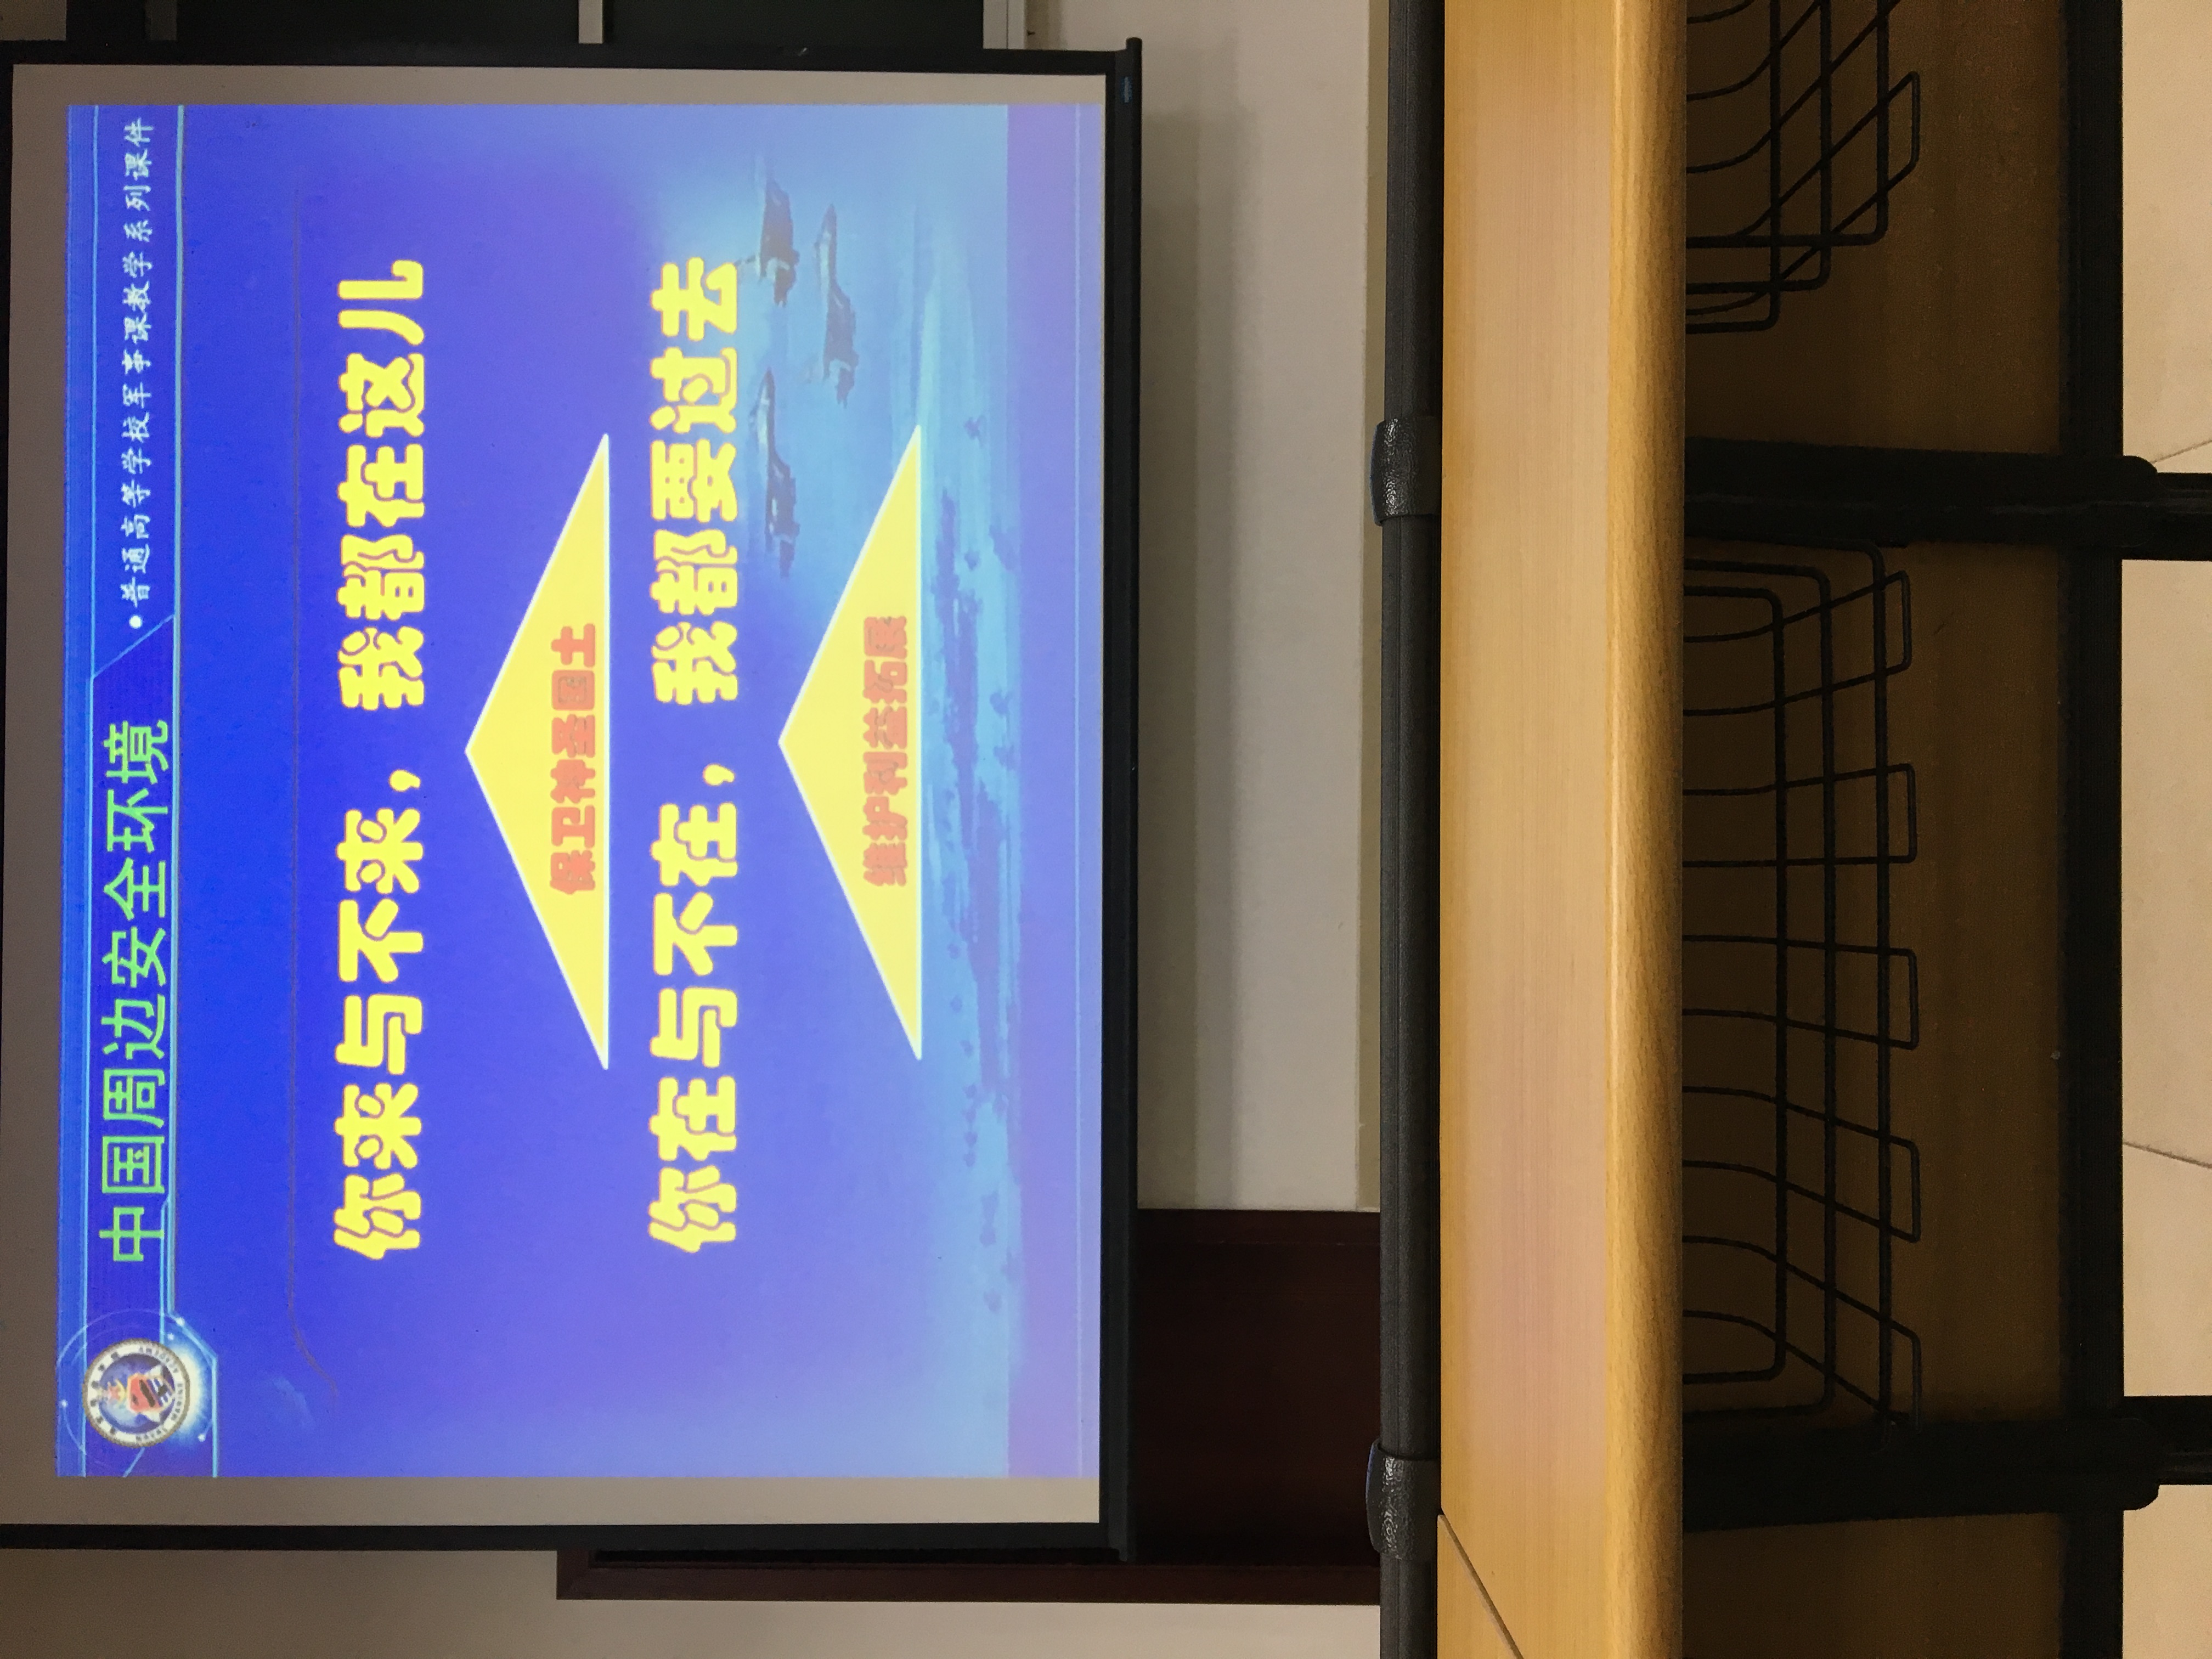 中国周边安全环境
•普通高等学校军事课教学系列课件
你来与不来，我都在这儿
保卫神圣国土
你在与不在，我都要过去
维护利益拓展